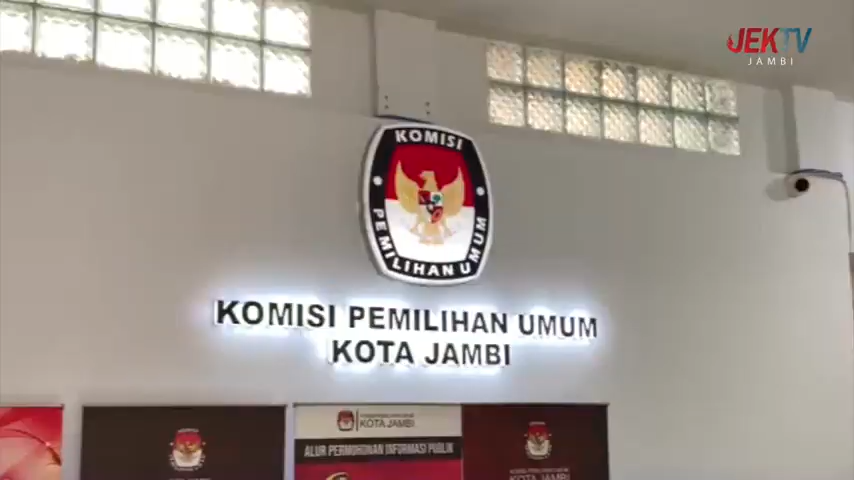 JEKTV
JAMBI
KOMISI
PEMILIHAN UMUM
KOMISI PEMILIHAN UMUM
KOTA JAMBI
KOTA JAMBI
ALUR PERMOHONAN INFORMASI PUBLIK
KOTA JAMBI